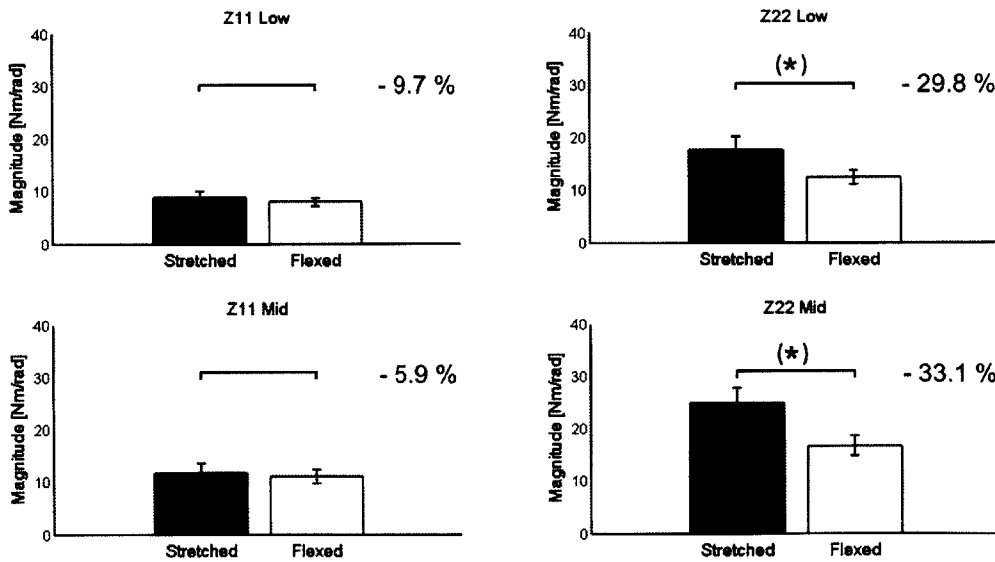 Z11 Low
Magnitude [Nm/rad]
40
30
20
10
0
- 9.7 %
Stretched Flexed
Z22 Low
Magnitude [Nm/rad]
40
30
20
10
0
(*)
- 29.8 %
Stretched Flexed
Z11 Mid
Magnitude [Nm/rad]
40
30
20
10
0
- 5.9 %
Stretched Flexed
Z22 Mid
Magnitude [Nm/rad]
40
30
20
10
0
(*)
- 33.1 %
Stretched Flexed